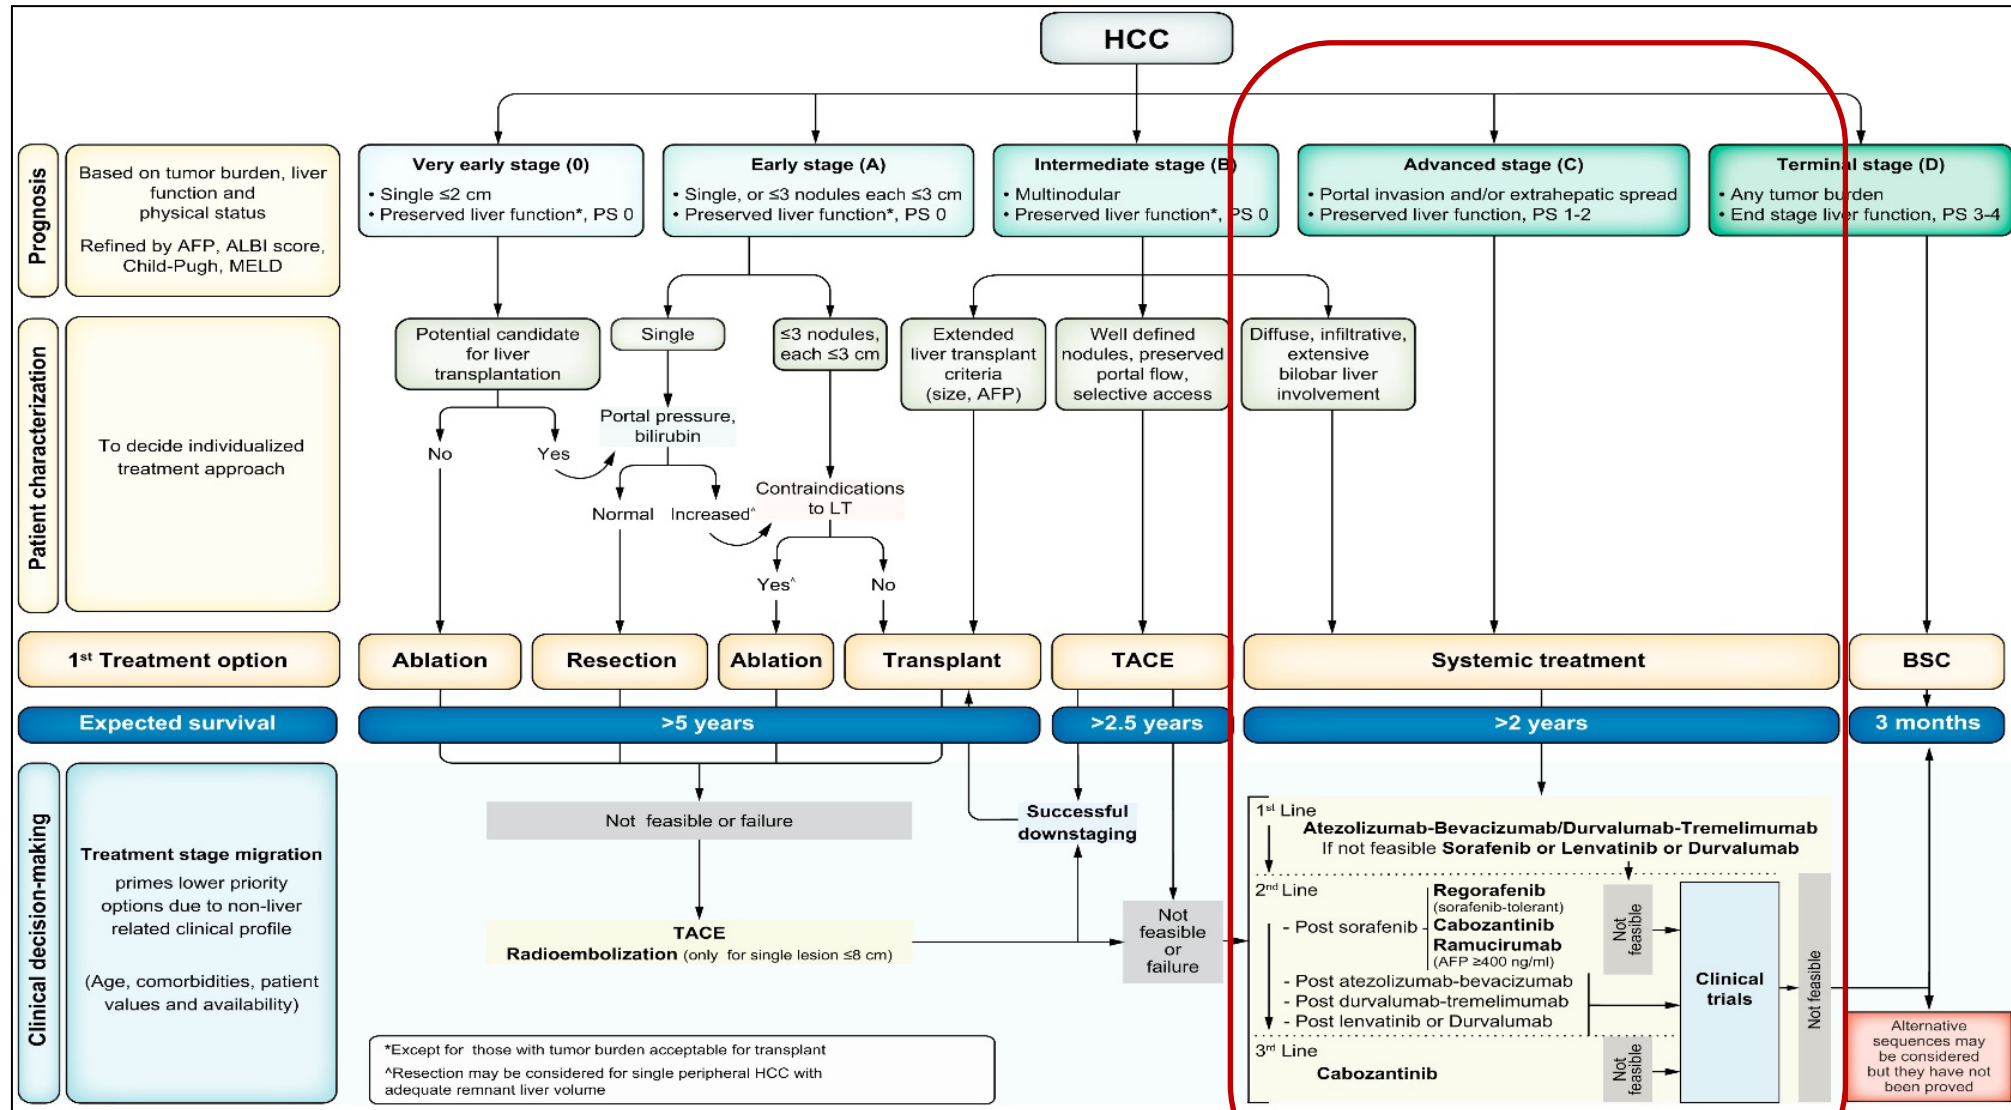 HCC
Prognosis
Based on tumor burden, liver
function and
physical status
Refined by AFP, ALBI score,
Child-Pugh, MELD
Very early stage (0)
• Single ≤2 cm
• Preserved liver function*, PS 0
Early stage (A)
• Single, or ≤3 nodules each ≤3 cm
• Preserved liver function*, PS 0
Intermediate stage (B)
• Multinodular
• Preserved liver function*, PS 0
Advanced stage (C)
• Portal invasion and/or extrahepatic spread
• Preserved liver function, PS 1-2
Terminal stage (D)
• Any tumor burden
• End stage liver function, PS 3-4
Patient characterization
To decide individualized
treatment approach
Potential candidate
for liver
transplantation
Single
≤3 nodules,
each ≤3 cm
Extended
liver transplant
criteria
(size, AFP)
Well defined
nodules, preserved
portal flow,
selective access
Diffuse, infiltrative,
extensive
bilobar liver
involvement
Portal pressure,
bilirubin
No
Yes
Contraindications
to LT
Normal
Increased^
Yes^
No
1st Treatment option
Ablation
Resection
Ablation
Transplant
TACE
Systemic treatment
BSC
Expected survival
>5 years
>2.5 years
>2 years
3 months
Clinical decision-making
Treatment stage migration
primes lower priority
options due to non-liver
related clinical profile
(Age, comorbidities, patient
values and availability)
Not feasible or failure
Successful
downstaging
TACE
Radioembolization (only for single lesion ≤8 cm)
Not
feasible
or
failure
1st Line
Atezolizumab-Bevacizumab/Durvalumab-Tremelimumab
If not feasible Sorafenib or Lenvatinib or Durvalumab
2nd Line
- Post sorafenib
Regorafenib
(sorafenib-tolerant)
Cabozantinib
Ramucirumab
(AFP ≥400 ng/ml)
- Post atezolizumab-bevacizumab
- Post durvalumab-tremelimumab
- Post lenvatinib or Durvalumab
Not
feasible
Clinical
trials
Not feasible
3rd Line
Cabozantinib
Not
feasible
Alternative
sequences may
be considered
but they have not
been proved
*Except for those with tumor burden acceptable for transplant
^Resection may be considered for single peripheral HCC with
adequate remnant liver volume